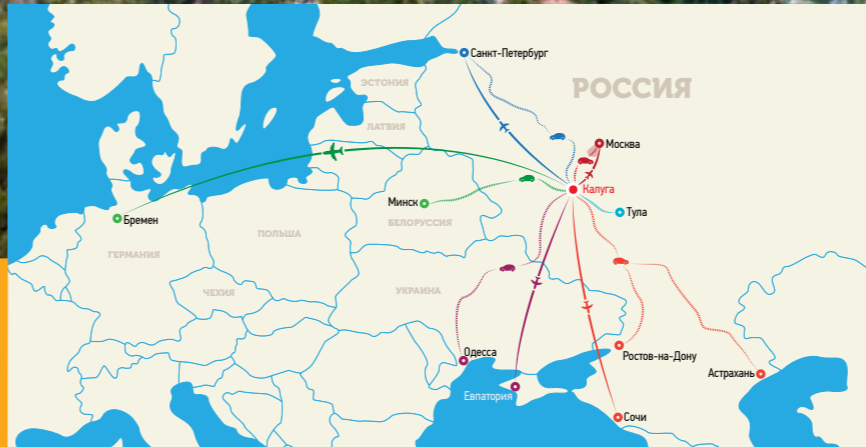 Санкт-Петербург
РОССИЯ
ЭСТОНИЯ
ЛАТВИЯ
Москва
Калуга
Минск
Тула
Бремен
БЕЛОРУССИЯ
ПОЛЬША
ГЕРМАНИЯ
ЧЕХИЯ
УКРАИНА
Одесса
Ростов-на-Дону
Астрахань
Евпатория
Сочи